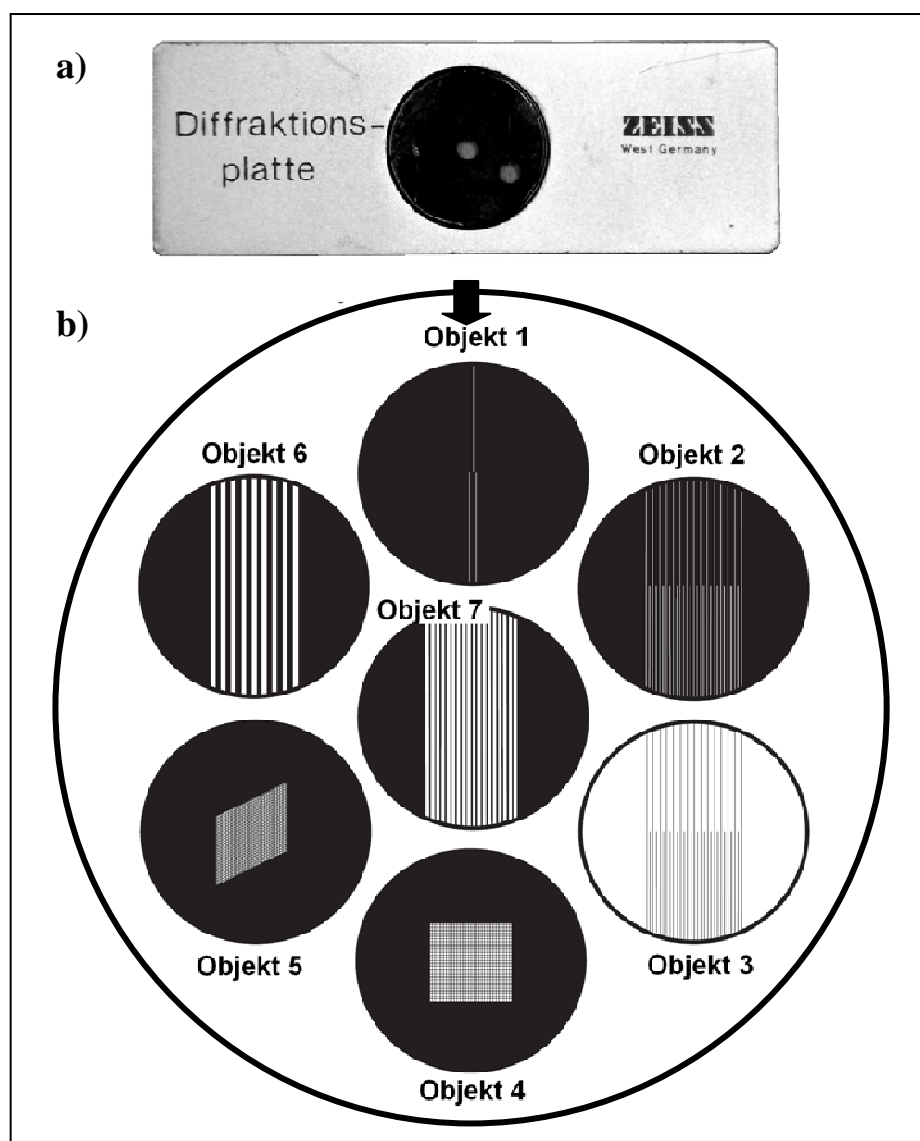 a)
Diffraktions-
platte
ZEISS
West Germany
b)
Objekt 1
Objekt 6
Objekt 2
Objekt 7
Objekt 5
Objekt 3
Objekt 4